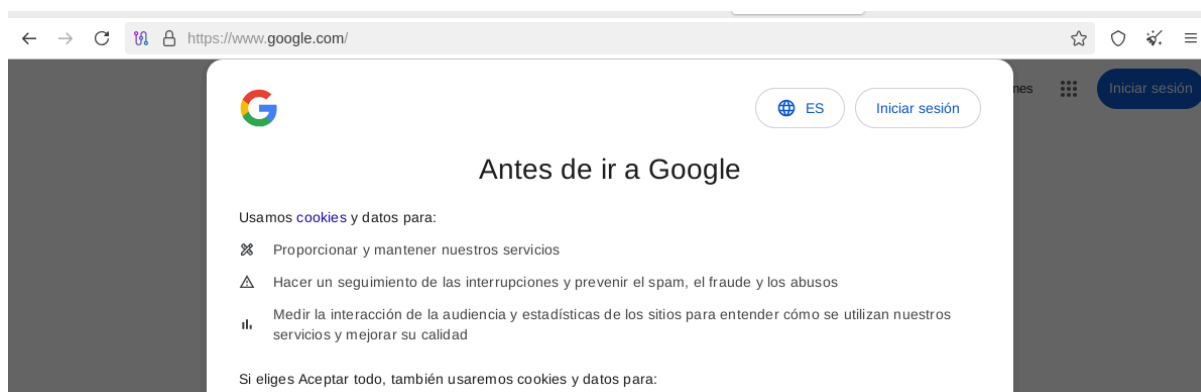 https://www.google.com/
nes
Iniciar sesión
ES
Iniciar sesión
Antes de ir a Google
Usamos cookies y datos para:
Proporcionar y mantener nuestros servicios
Hacer un seguimiento de las interrupciones y prevenir el spam, el fraude y los abusos
Medir la interacción de la audiencia y estadísticas de los sitios para entender cómo se utilizan nuestros
servicios y mejorar su calidad
Si eliges Aceptar todo, también usaremos cookies y datos para: